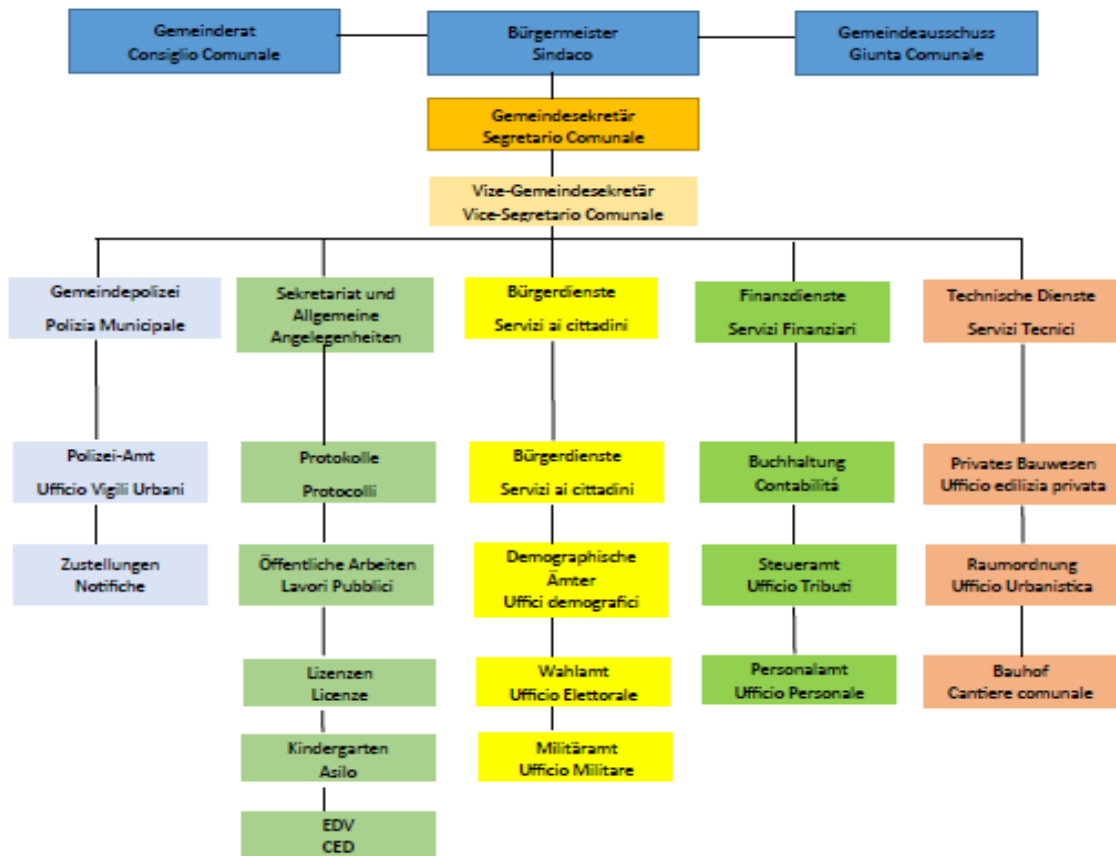 Gemeinderat
Consiglio Comunale
Bürgermeister
Sindaco
Gemeindeausschuss
Giunta Comunale
Gemeindesekretär
Segretario Comunale
Vize-Gemeindesekretär
Vice-Segretario Comunale
Gemeindepolizei
Polizia Municipale
Sekretariat und
Allgemeine
Angelegenheiten
Bürgerdienste
Servizi ai cittadini
Finanzdienste
Servizi Finanziari
Technische Dienste
Servizi Tecnici
Polizei-Amt
Ufficio Vigili Urbani
Protokolle
Protocolli
Bürgerdienste
Servizi ai cittadini
Buchhaltung
Contabilitá
Privates Bauwesen
Ufficio edilizia privata
Zustellungen
Notifiche
Öffentliche Arbeiten
Lavori Pubblici
Demographische
Ämter
Uffici demografici
Steueramt
Ufficio Tributi
Raumordnung
Ufficio Urbanistica
Lizenzen
Licenze
Wahlamt
Ufficio Elettorale
Personalamt
Ufficio Personale
Bauhof
Cantiere comunale
Kindergarten
Asilo
Militäramt
Ufficio Militare
EDV
CED